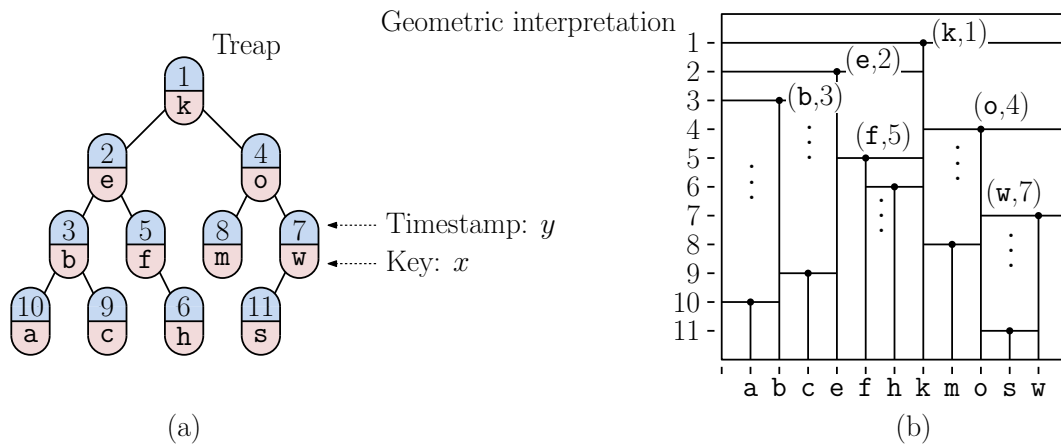 Treap
1
k
2
e
4
o
3
b
5
f
8
m
7
w
10
a
9
c
6
h
11
s
Timestamp: y
Key: x
(a)
Geometric interpretation
1
2
3
4
5
6
7
8
9
10
11
(k,1)
(e,2)
(b,3)
(o,4)
(f,5)
(w,7)
a b c e f h k m o s w
(b)